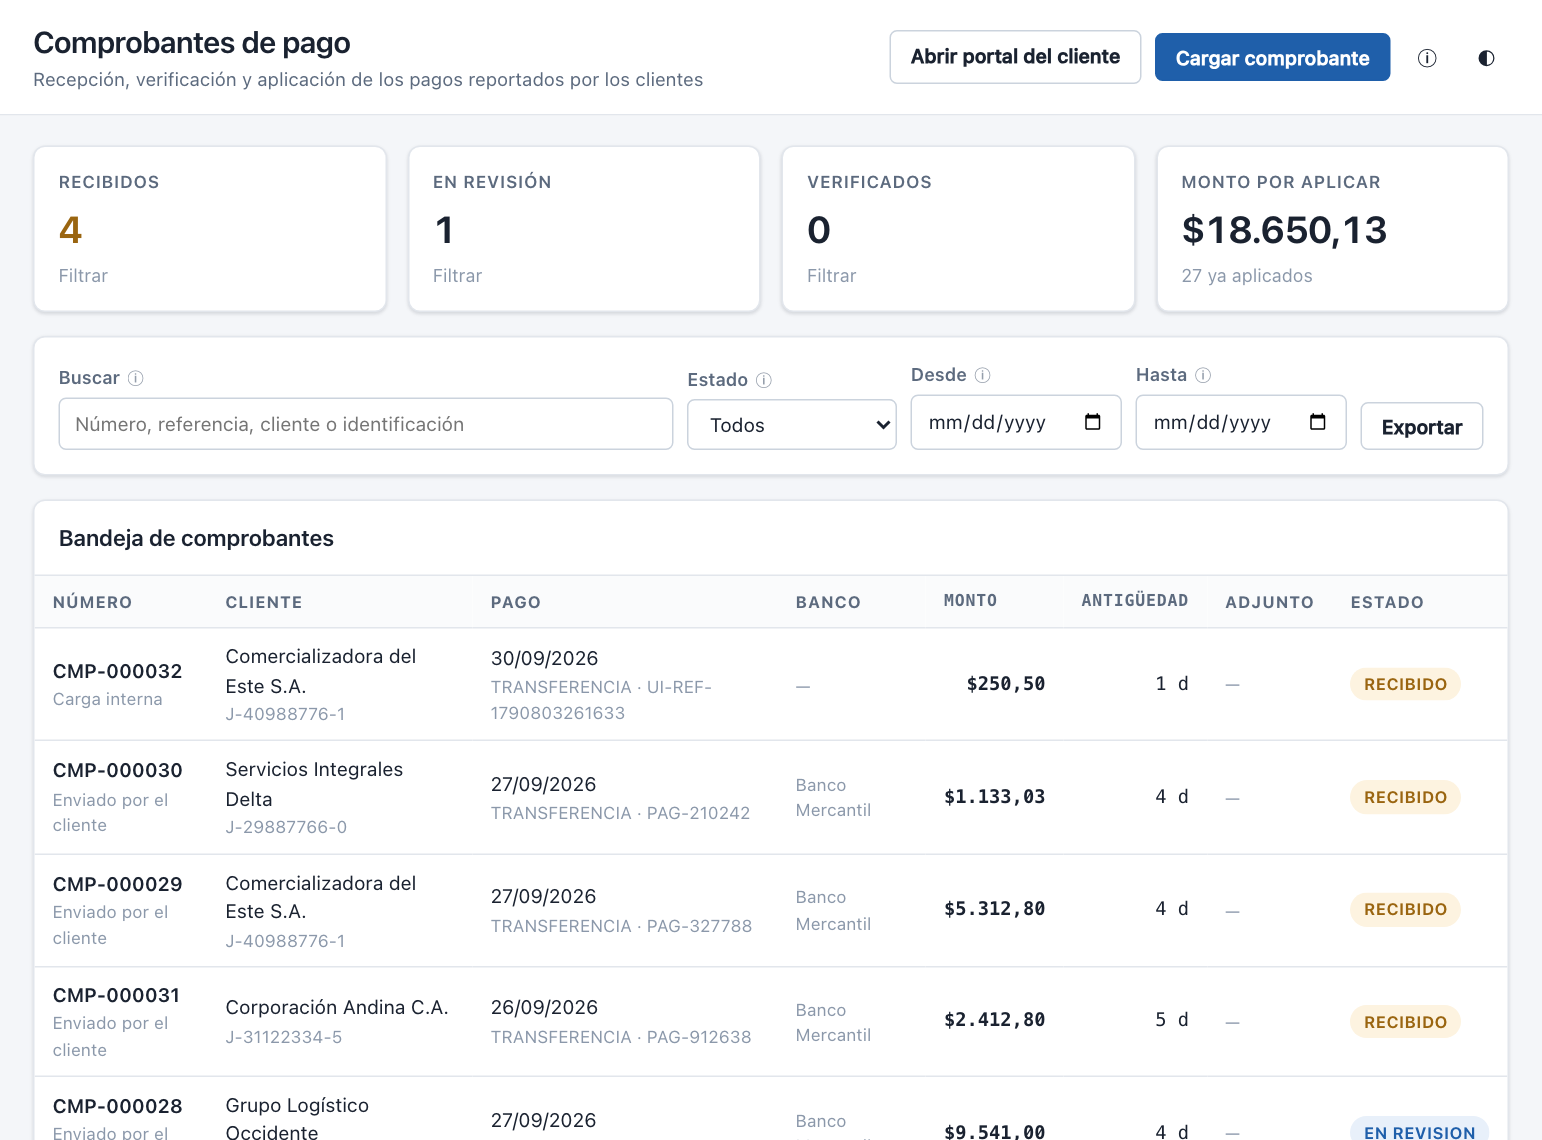 Comprobantes de pago
Recepción, verificación y aplicación de los pagos reportados por los clientes
Abrir portal del cliente
Cargar comprobante
RECIBIDOS
4
Filtrar
EN REVISIÓN
1
Filtrar
VERIFICADOS
0
Filtrar
MONTO POR APLICAR
$18.650,13
27 ya aplicados
Buscar
Número, referencia, cliente o identificación
Estado
Todos
Desde
mm/dd/yyyy
Hasta
mm/dd/yyyy
Exportar
Bandeja de comprobantes
NÚMERO CLIENTE PAGO BANCO MONTO ANTIGÜEDAD ADJUNTO ESTADO
CMP-000032
Carga interna
Comercializadora del
Este S.A.
J-40988776-1
30/09/2026
TRANSFERENCIA · UI-REF-
1790803261633
—
$250,50
1 d
—
RECIBIDO
CMP-000030
Enviado por el
cliente
Servicios Integrales
Delta
J-29887766-0
27/09/2026
TRANSFERENCIA · PAG-210242
Banco
Mercantil
$1.133,03
4 d
—
RECIBIDO
CMP-000029
Enviado por el
cliente
Comercializadora del
Este S.A.
J-40988776-1
27/09/2026
TRANSFERENCIA · PAG-327788
Banco
Mercantil
$5.312,80
4 d
—
RECIBIDO
CMP-000031
Enviado por el
cliente
Corporación Andina C.A.
J-31122334-5
26/09/2026
TRANSFERENCIA · PAG-912638
Banco
Mercantil
$2.412,80
5 d
—
RECIBIDO
CMP-000028
Enviado por el
Grupo Logístico
Occidente
27/09/2026
Banco
$9.541,00
4 d
—
EN REVISION